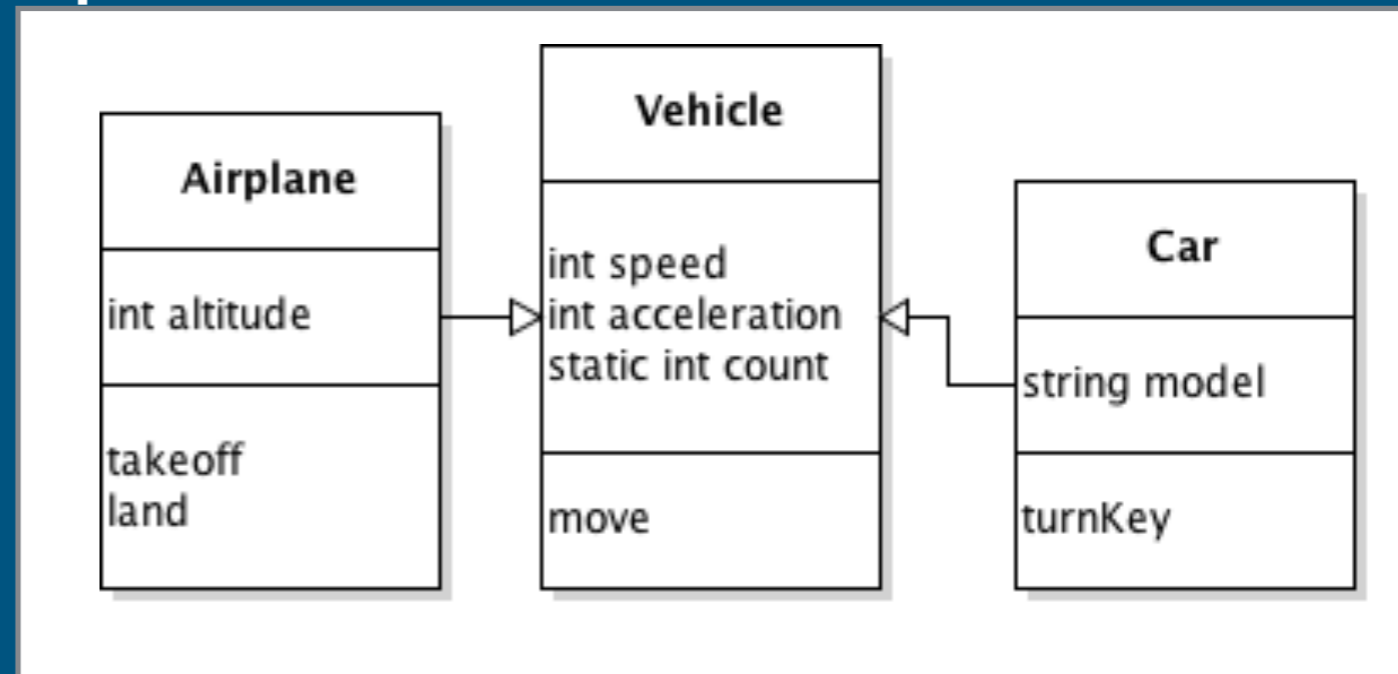 Airplane
int altitude
takeoff
land
Vehicle
int speed
int acceleration
static int count
move
Car
string model
turnKey